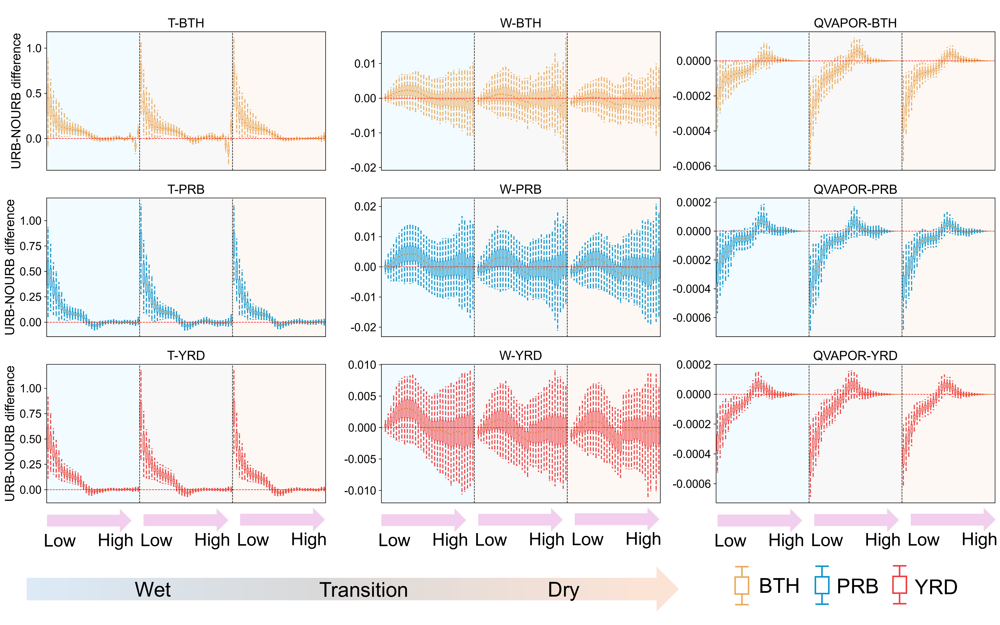 T-BTH
W-BTH
QVAPOR-BTH
URB-NOURB difference
1.0
0.5
0.0
0.01
0.00
-0.01
-0.02
0.0000
-0.0002
-0.0004
-0.0006
T-PRB
W-PRB
QVAPOR-PRB
URB-NOURB difference
1.00
0.75
0.50
0.25
0.00
0.02
0.01
0.00
-0.01
-0.02
0.0002
0.0000
-0.0002
-0.0004
-0.0006
T-YRD
W-YRD
QVAPOR-YRD
URB-NOURB difference
1.00
0.75
0.50
0.25
0.00
0.010
0.005
0.000
-0.005
-0.010
0.0002
0.0000
-0.0002
-0.0004
-0.0006
Low High Low High Low High
Low High Low High Low High
Low High Low High Low High
Wet Transition Dry
BTH PRB YRD